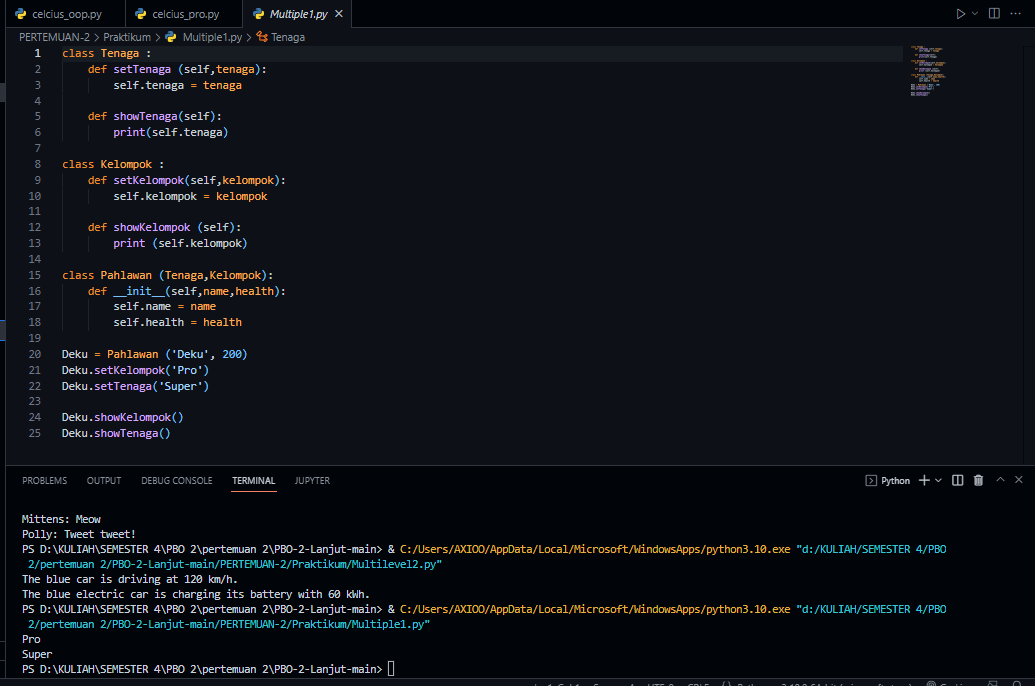 celcius_oop.py celcius_pro.py Multiple1.py
PERTEMUAN-2 > Praktikum > Multiple1.py > Tenaga
1 class Tenaga :
2 def setTenaga (self,tenaga):
3 self.tenaga = tenaga
4
5 def showTenaga(self):
6 print(self.tenaga)
7
8 class Kelompok :
9 def setKelompok(self,kelompok):
10 self.kelompok = kelompok
11
12 def showKelompok (self):
13 print (self.kelompok)
14
15 class Pahlawan (Tenaga,Kelompok):
16 def __init__(self,name,health):
17 self.name = name
18 self.health = health
19
20 Deku = Pahlawan ('Deku', 200)
21 Deku.setKelompok('Pro')
22 Deku.setTenaga('Super')
23
24 Deku.showKelompok()
25 Deku.showTenaga()
PROBLEMS OUTPUT DEBUG CONSOLE TERMINAL JUPYTER Python
Mittens: Meow
Polly: Tweet tweet!
PS D:\KULIAH\SEMESTER 4\PBO 2\pertemuan 2\PBO-2-Lanjut-main> & C:/Users/AXIOO/AppData/Local/Microsoft/WindowsApps/python3.10.exe "d:/KULIAH/SEMESTER 4/PBO
2/pertemuan 2/PBO-2-Lanjut-main/PERTEMUAN-2/Praktikum/Multilevel2.py"
The blue car is driving at 120 km/h.
The blue electric car is charging its battery with 60 kWh.
PS D:\KULIAH\SEMESTER 4\PBO 2\pertemuan 2\PBO-2-Lanjut-main> & C:/Users/AXIOO/AppData/Local/Microsoft/WindowsApps/python3.10.exe "d:/KULIAH/SEMESTER 4/PBO
2/pertemuan 2/PBO-2-Lanjut-main/PERTEMUAN-2/Praktikum/Multiple1.py"
Pro
Super
PS D:\KULIAH\SEMESTER 4\PBO 2\pertemuan 2\PBO-2-Lanjut-main>